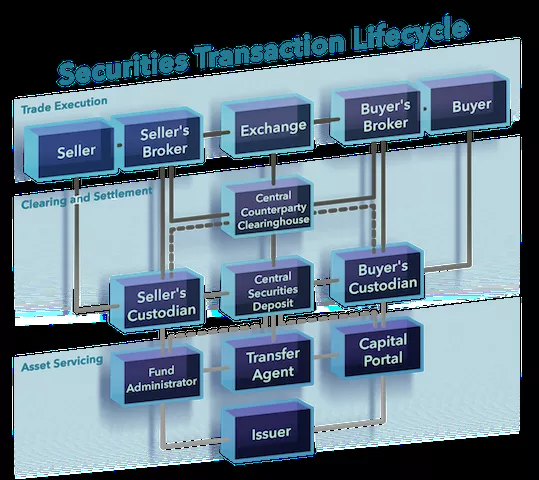 Securities Transaction Lifecycle
Trade Execution
Seller
Seller's
Broker
Exchange
Buyer's
Broker
Buyer
Clearing and Settlement
Central
Counterparty
Clearinghouse
Seller's
Custodian
Central
Securities
Deposit
Buyer's
Custodian
Asset Servicing
Fund
Administrator
Transfer
Agent
Capital
Portal
Issuer